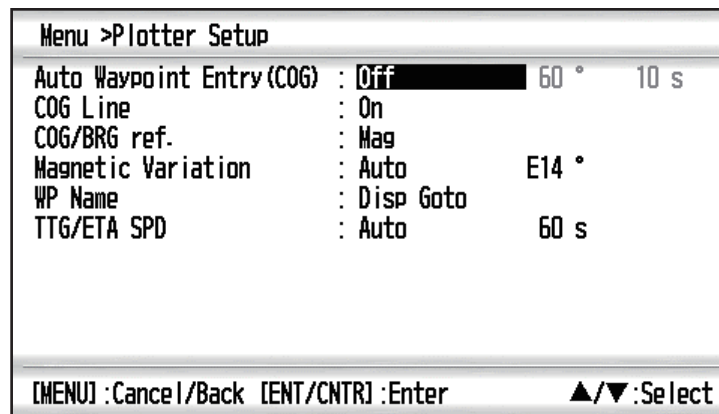 Menu >Plotter Setup
Auto Waypoint Entry(COG) : Off 60 ° 10 s
COG Line : On
COG/BRG ref. : Mag
Magnetic Variation : Auto E14 °
WP Name : Disp Goto
TTG/ETA SPD : Auto 60 s
[MENU] :Cancel/Back [ENT/CNTR] :Enter ▲/▼ :Select